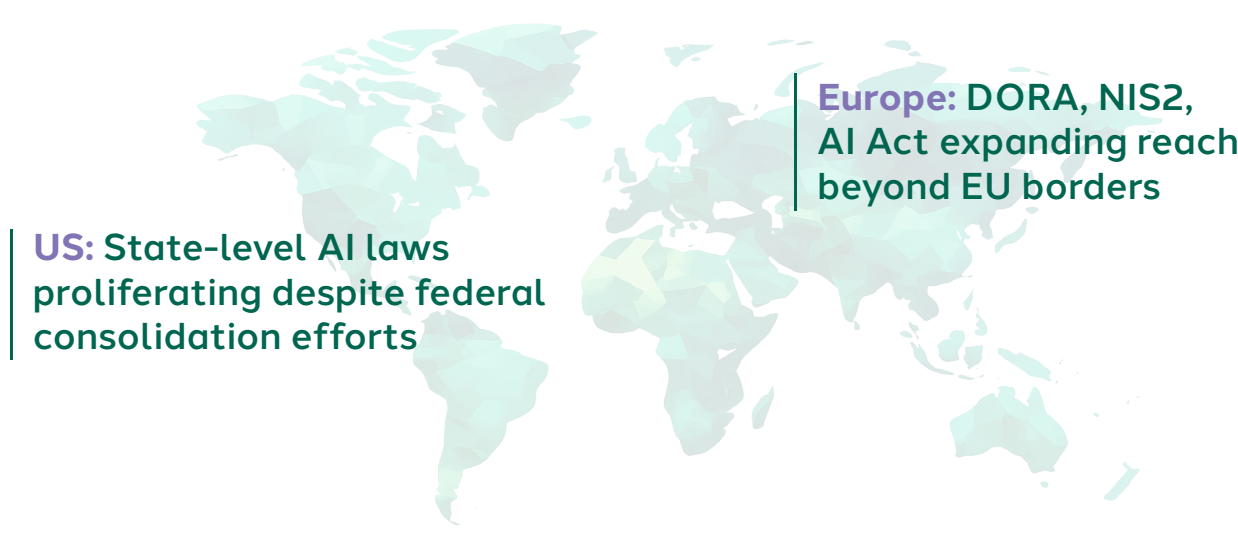 Europe: DORA, NIS2,
AI Act expanding reach
beyond EU borders
US: State-level AI laws
proliferating despite federal
consolidation efforts